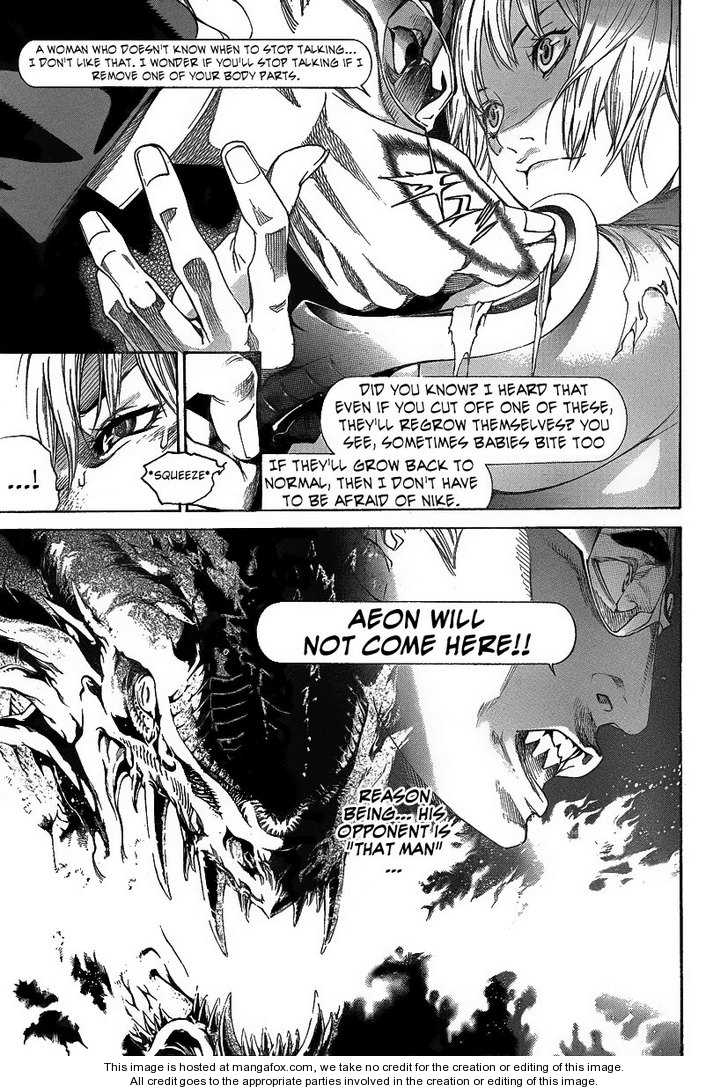 A WOMAN WHO DOESN'T KNOW WHEN TO STOP TALKING...
I DON'T LIKE THAT. I WONDER IF YOU'LL STOP TALKING IF I
REMOVE ONE OF YOUR BODY PARTS.
DID YOU KNOW? I HEARD THAT
EVEN IF YOU CUT OFF ONE OF THESE,
THEY'LL REGROW THEMSELVES? YOU
SEE, SOMETIMES BABIES BITE TOO
IF THEY'LL GROW BACK TO
NORMAL, THEN I DON'T HAVE
TO BE AFRAID OF NIKE.
*SQUEEZE*
....!
AEON WILL
NOT COME HERE!!
REASON
BEING... HIS
OPPONENT IS
"THAT MAN"
...
This image is hosted at mangafox.com, we take no credit for the creation or editing of this image.
All credit goes to the appropriate parties involved in the creation and editing of this image.